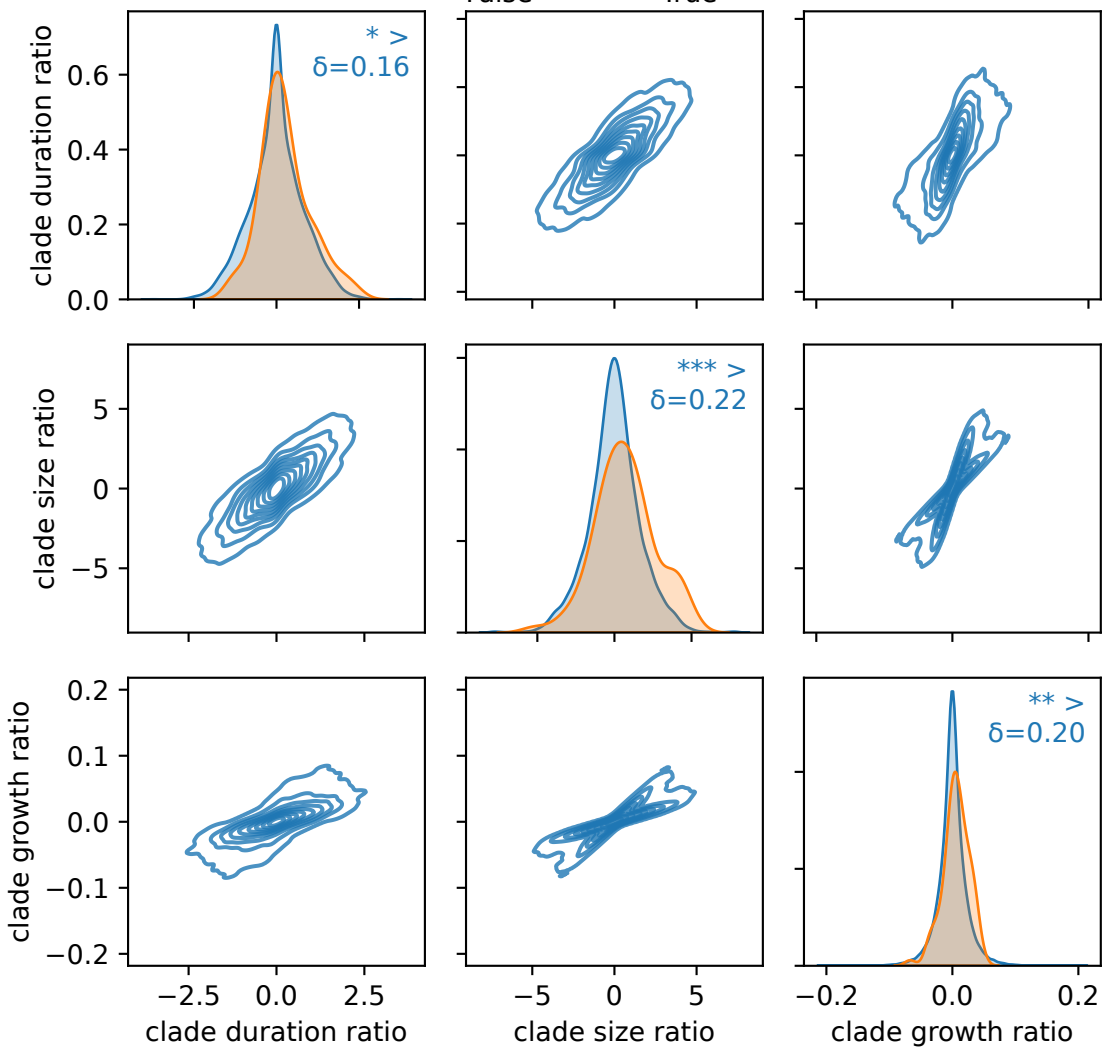 True
clade duration ratio
0.6
0.4
0.2
0.0
* >
δ=0.16
clade size ratio
5
0
−5
*** >
δ=0.22
clade growth ratio
0.2
0.1
0.0
−0.1
−0.2
** >
δ=0.20
−2.5
0.0
2.5
−5
0
5
−0.2
0.0
0.2
clade duration ratio
clade size ratio
clade growth ratio